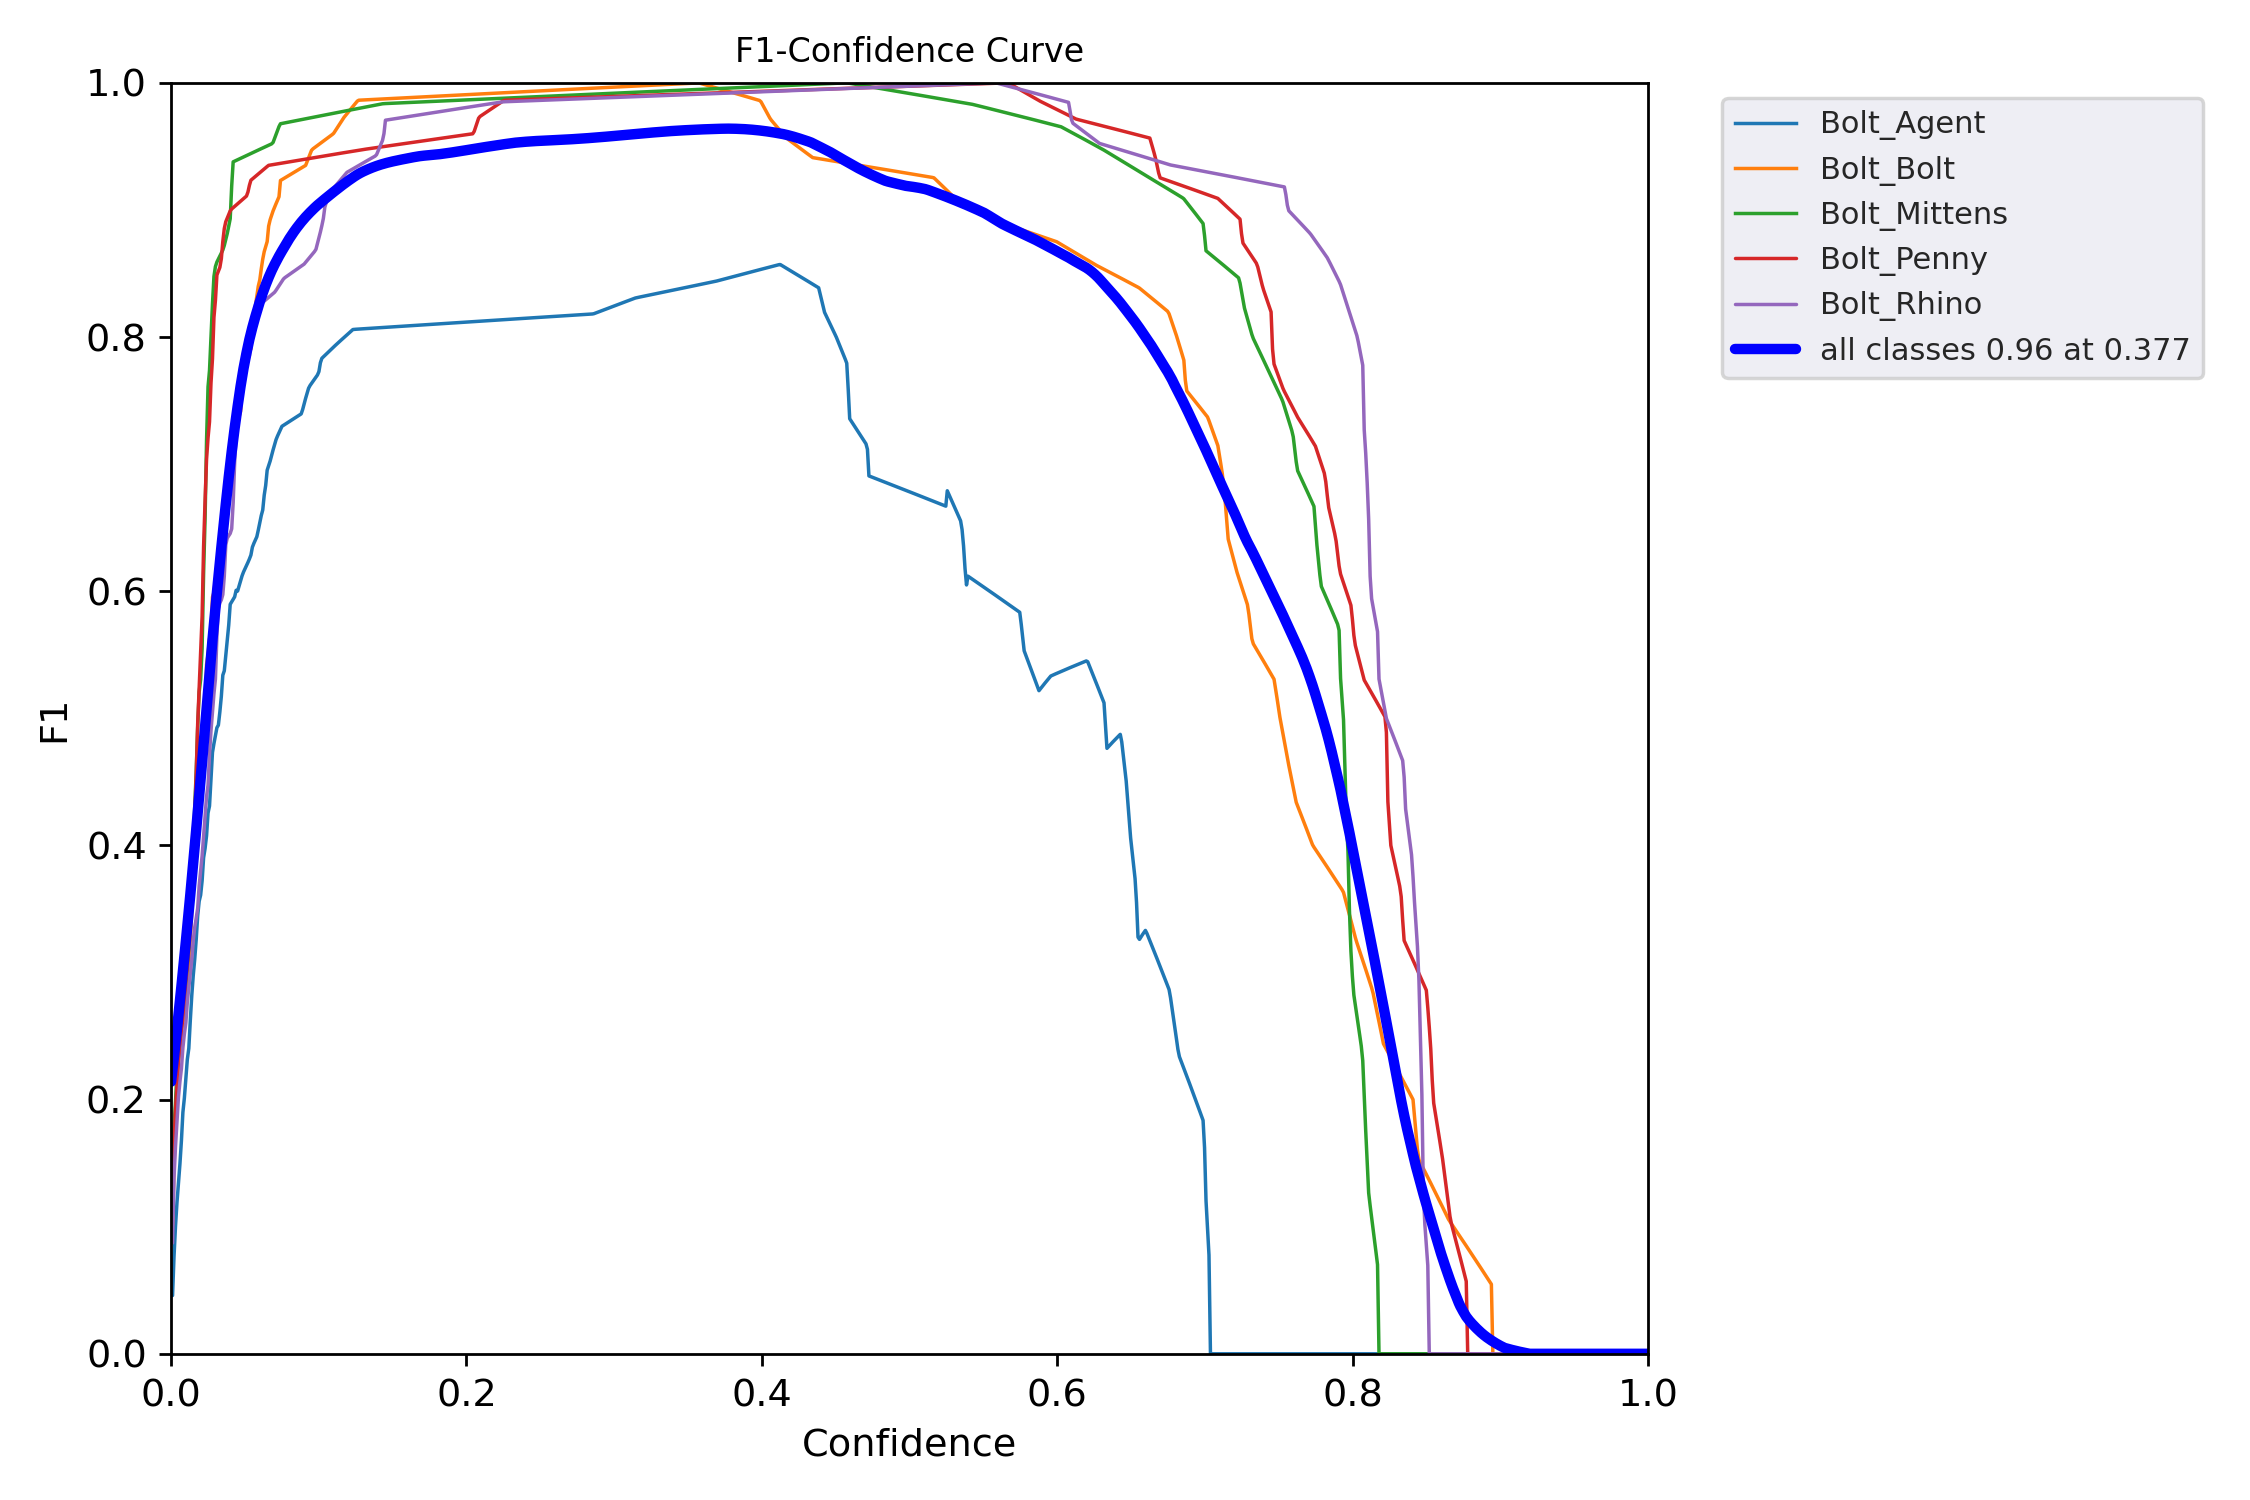 F1-Confidence Curve
1.0
0.8
0.6
0.4
0.2
0.0
F1
0.0 0.2 0.4 0.6 0.8 1.0
Confidence
Bolt_Agent
Bolt_Bolt
Bolt_Mittens
Bolt_Penny
Bolt_Rhino
all classes 0.96 at 0.377